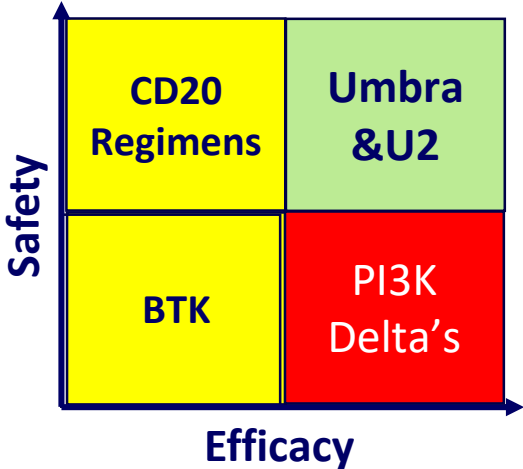 CD20
Regimens
Umbra
&U2
Safety
BTK
PI3K
Delta’s
Efficacy